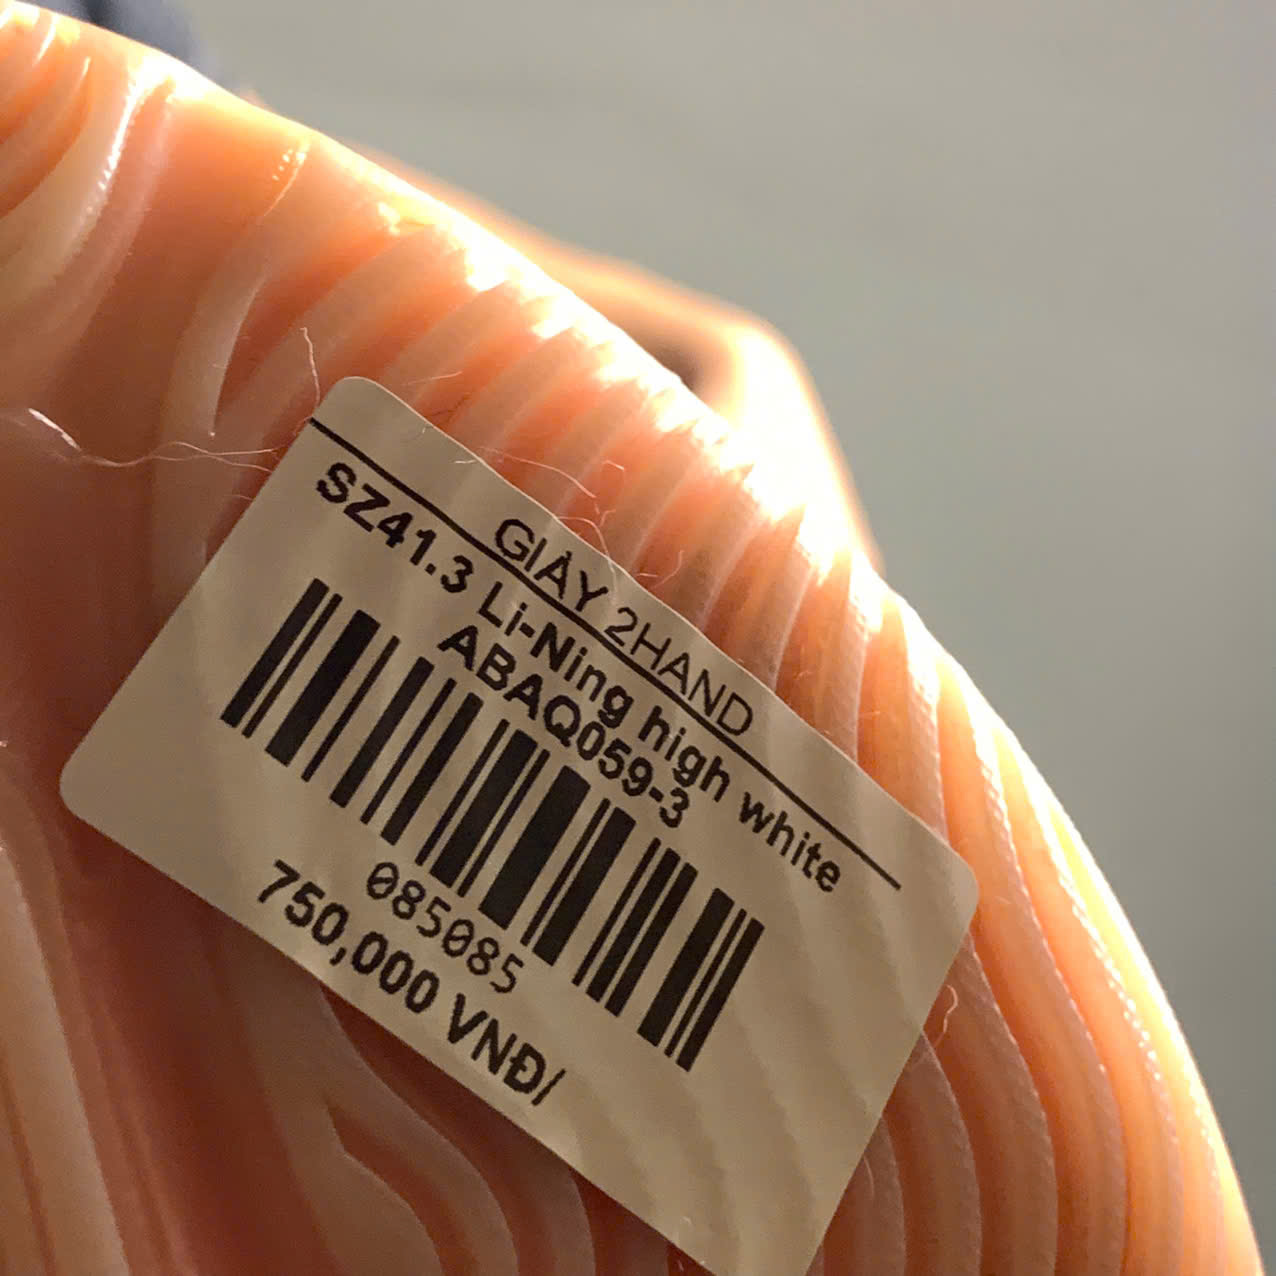 GIÀY 2HAND
SZ41.3 Li-Ning high white
ABAQ059-3
085085
750,000 VNĐ/